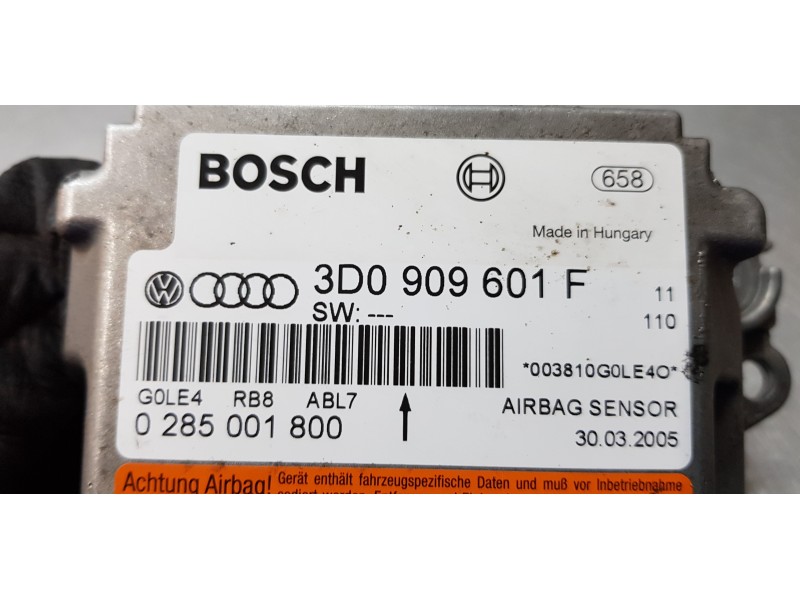 BOSCH
658
Made in Hungary
3D0 909 601 F
11
SW: ---
110
*003810G0LE4O*
G0LE4 RB8 ABL7
AIRBAG SENSOR
0 285 001 800
30.03.2005
Achtung Airbag!
Gerät enthält fahrzeugspezifische Daten und muß vor Inbetriebnahme